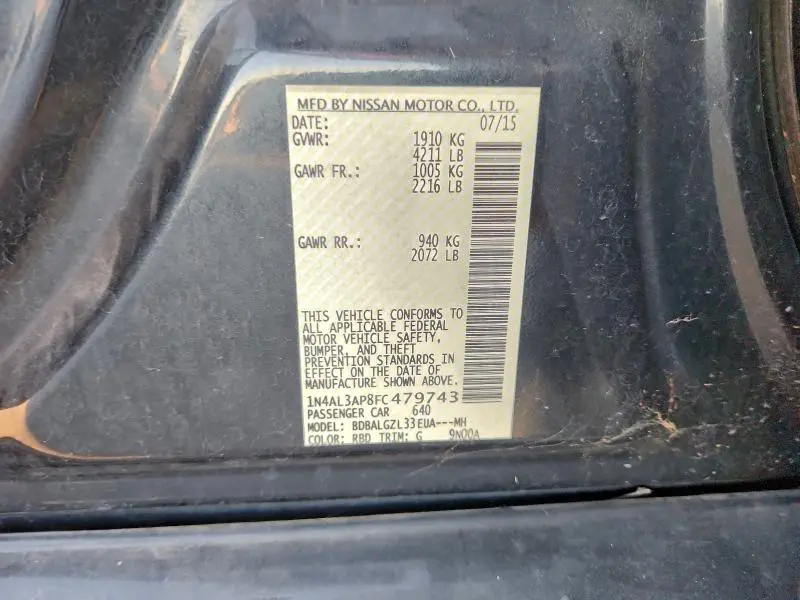 MFD BY NISSAN MOTOR CO., LTD.
DATE: 07/15
GVWR: 1910 KG
4211 LB
GAWR FR.: 1005 KG
2216 LB
GAWR RR.: 940 KG
2072 LB
THIS VEHICLE CONFORMS TO
ALL APPLICABLE FEDERAL
MOTOR VEHICLE SAFETY,
BUMPER, AND THEFT
PREVENTION STANDARDS IN
EFFECT ON THE DATE OF
MANUFACTURE SHOWN ABOVE.
1N4AL3AP8FC479743
PASSENGER CAR 640
MODEL: BDBALGZL33EUA---MH
COLOR: RBD TRIM: G 9N00A